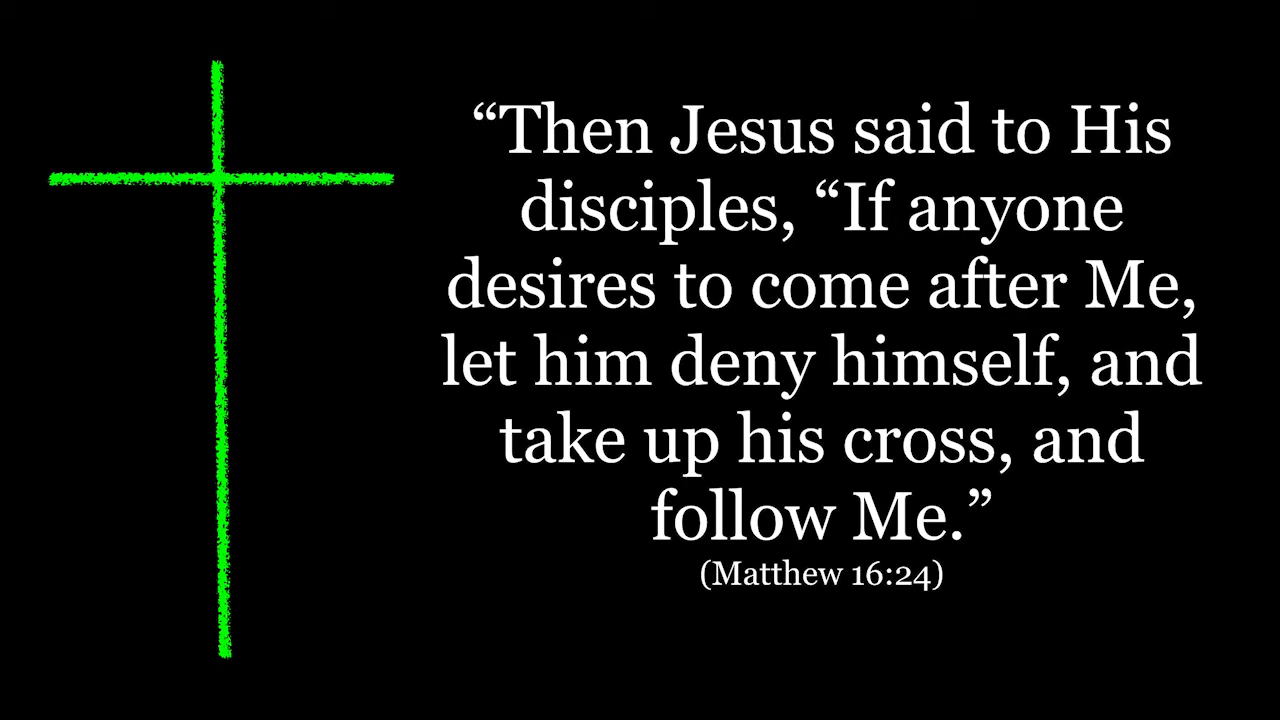 “Then Jesus said to His
disciples, “If anyone
desires to come after Me,
let him deny himself, and
take up his cross, and
follow Me.”
(Matthew 16:24)